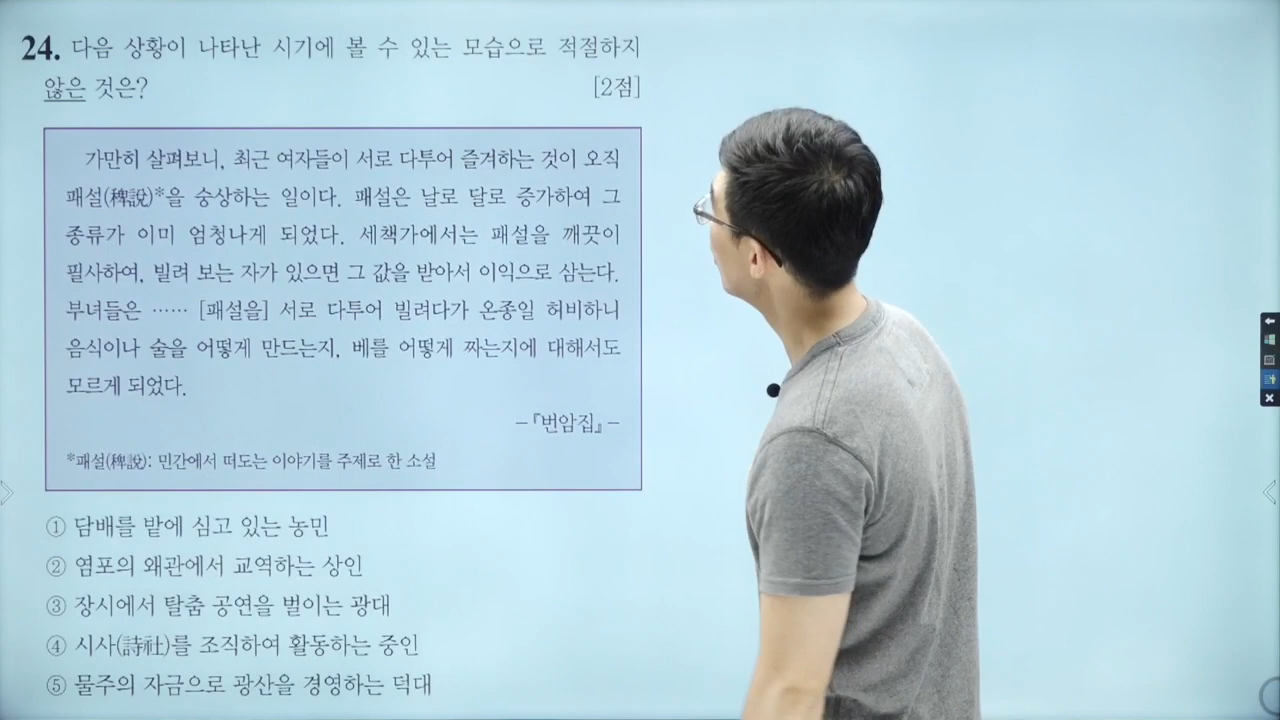 24. 다음 상황이 나타난 시기에 볼 수 있는 모습으로 적절하지
않은 것은? [2점]
가만히 살펴보니, 최근 여자들이 서로 다투어 즐겨하는 것이 오직
패설(稗說)*을 숭상하는 일이다. 패설은 날로 달로 증가하여 그
종류가 이미 엄청나게 되었다. 세책가에서는 패설을 깨끗이
필사하여, 빌려 보는 자가 있으면 그 값을 받아서 이익으로 삼는다.
부녀들은 …… [패설을] 서로 다투어 빌려다가 온종일 허비하니
음식이나 술을 어떻게 만드는지, 베를 어떻게 짜는지에 대해서도
모르게 되었다.
-『번암집』-
*패설(稗說): 민간에서 떠도는 이야기를 주제로 한 소설
① 담배를 밭에 심고 있는 농민
② 염포의 왜관에서 교역하는 상인
③ 장시에서 탈춤 공연을 벌이는 광대
④ 시사(詩社)를 조직하여 활동하는 중인
⑤ 물주의 자금으로 광산을 경영하는 덕대